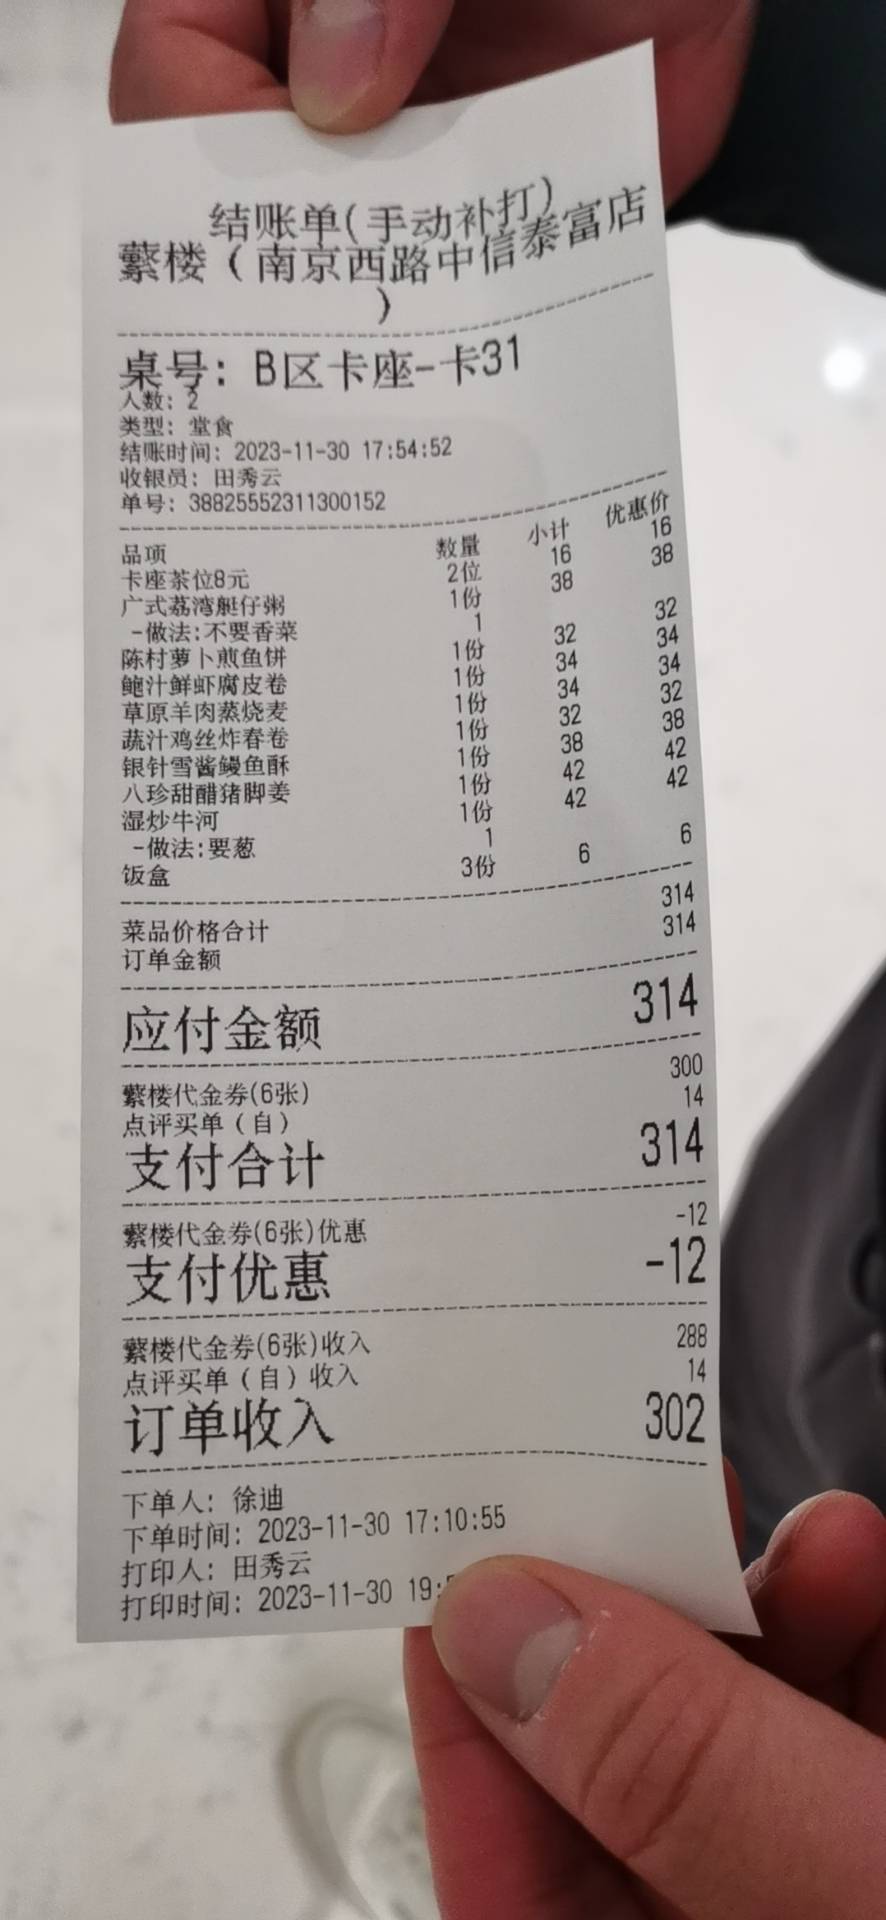 结账单(手动补打)
蘩楼（南京西路中信泰富店
）
桌号: B区卡座-卡31
人数: 2
类型: 堂食
结账时间: 2023-11-30 17:54:52
收银员: 田秀云
单号: 38825552311300152
品项 数量 小计 优惠价
卡座茶位8元 2位 16 16
广式荔湾艇仔粥 1份 38 38
-做法:不要香菜 1
陈村萝卜煎鱼饼 1份 32 32
鲍汁鲜虾腐皮卷 1份 34 34
草原羊肉蒸烧麦 1份 34 34
蔬汁鸡丝炸春卷 1份 32 32
银针雪酱鳗鱼酥 1份 38 38
八珍甜醋猪脚姜 1份 42 42
湿炒牛河 1份 42 42
-做法:要葱 1
饭盒 3份 6 6
菜品价格合计 314
订单金额 314
应付金额 314
蘩楼代金券(6张) 300
点评买单（自） 14
支付合计 314
蘩楼代金券(6张)优惠 -12
支付优惠 -12
蘩楼代金券(6张)收入 288
点评买单（自）收入 14
订单收入 302
下单人: 徐迪
下单时间: 2023-11-30 17:10:55
打印人: 田秀云
打印时间: 2023-11-30 19: